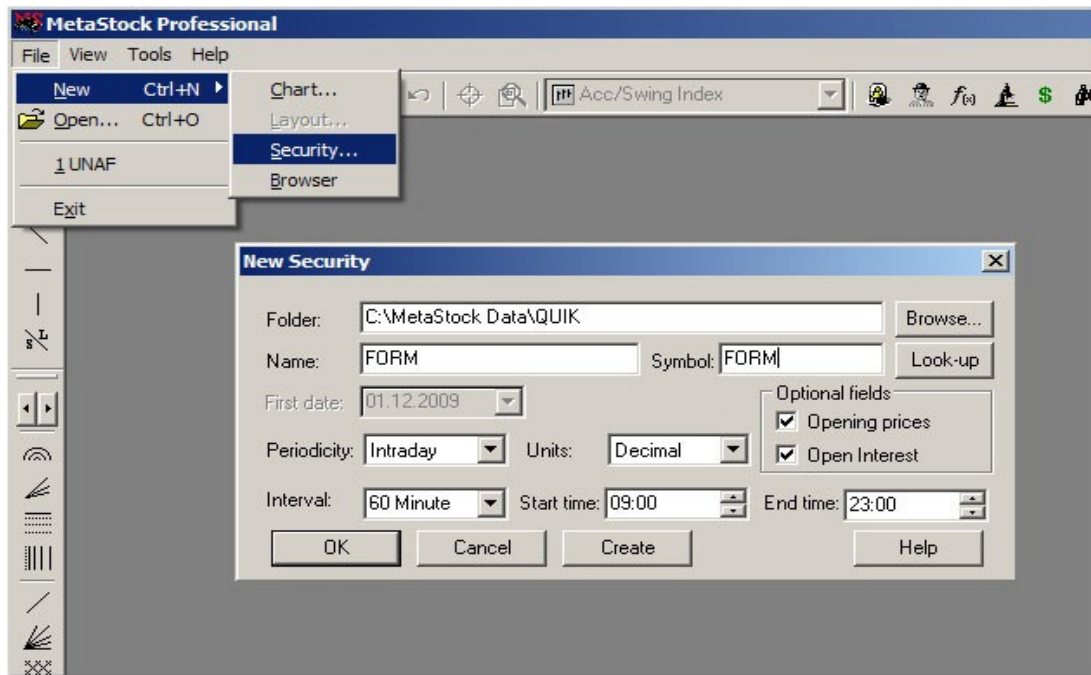 MetaStock Professional
File View Tools Help
New Ctrl+N
Open... Ctrl+O
1 UNAF
Exit
Chart...
Layout...
Security...
Browser
Acc/Swing Index
New Security
Folder: C:\MetaStock Data\QUIK Browse...
Name: FORM Symbol: FORM Look-up
First date: 01.12.2009
Optional fields
Opening prices
Periodicity: Intraday Units: Decimal
Open Interest
Interval: 60 Minute Start time: 09:00 End time: 23:00
OK Cancel Create Help